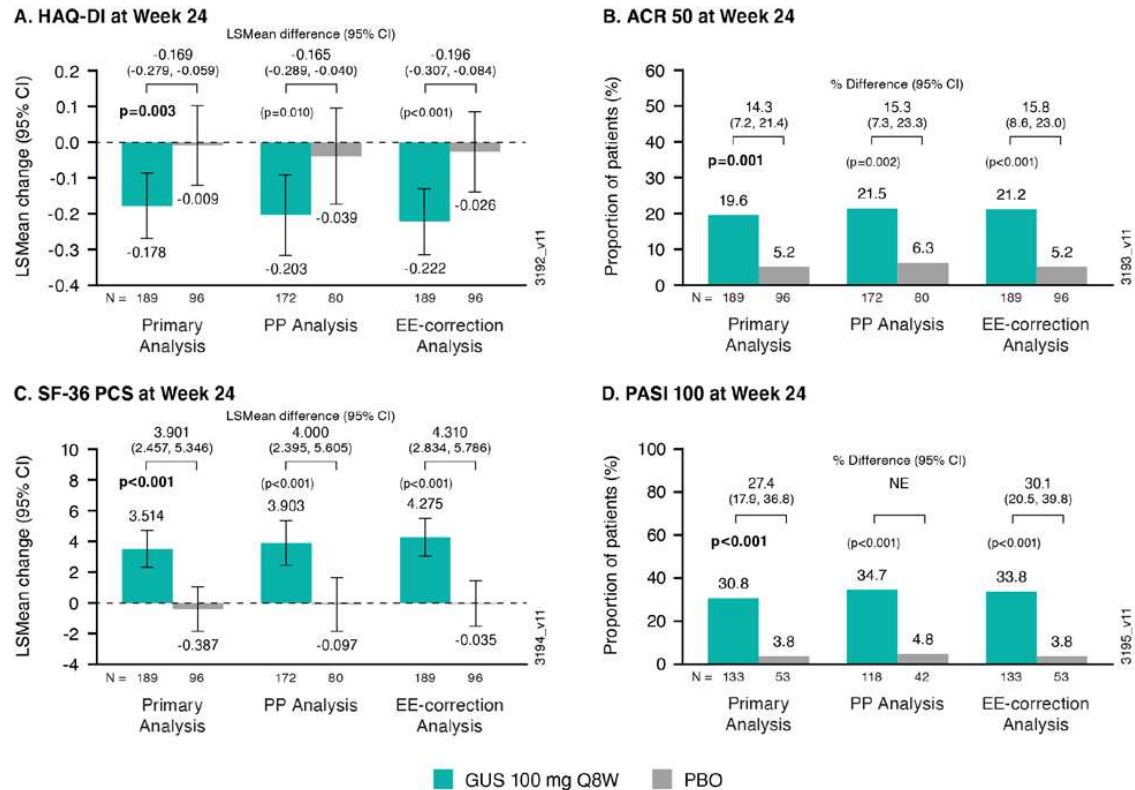 A. HAQ-DI at Week 24
LSMean difference (95% CI)
-0.169
(-0.279, -0.059)
-0.165
(-0.289, -0.040)
-0.196
(-0.307, -0.084)
LSMean change (95% CI)
0.2
0.1
0.0
-0.1
-0.2
-0.3
-0.4
p=0.003
(p=0.010)
(p<0.001)
-0.178
-0.009
-0.203
-0.039
-0.222
-0.026
N = 189 96 172 80 189 96
Primary Analysis
PP Analysis
EE-correction Analysis
3192_v11
B. ACR 50 at Week 24
% Difference (95% CI)
14.3
(7.2, 21.4)
15.3
(7.3, 23.3)
15.8
(8.6, 23.0)
Proportion of patients (%)
60
50
40
30
20
10
0
p=0.001
(p=0.002)
(p<0.001)
19.6
5.2
21.5
6.3
21.2
5.2
N = 189 96 172 80 189 96
Primary Analysis
PP Analysis
EE-correction Analysis
3193_v11
C. SF-36 PCS at Week 24
LSMean difference (95% CI)
3.901
(2.457, 5.346)
4.000
(2.395, 5.605)
4.310
(2.834, 5.786)
LSMean change (95% CI)
10
8
6
4
2
0
-2
-4
p<0.001
(p<0.001)
(p<0.001)
3.514
-0.387
3.903
-0.097
4.275
-0.035
N = 189 96 172 80 189 96
Primary Analysis
PP Analysis
EE-correction Analysis
3194_v11
D. PASI 100 at Week 24
% Difference (95% CI)
27.4
(17.9, 36.8)
NE
30.1
(20.5, 39.8)
Proportion of patients (%)
100
80
60
40
20
0
p<0.001
(p<0.001)
(p<0.001)
30.8
3.8
34.7
4.8
33.8
3.8
N = 133 53 118 42 133 53
Primary Analysis
PP Analysis
EE-correction Analysis
3195_v11
GUS 100 mg Q8W
PBO